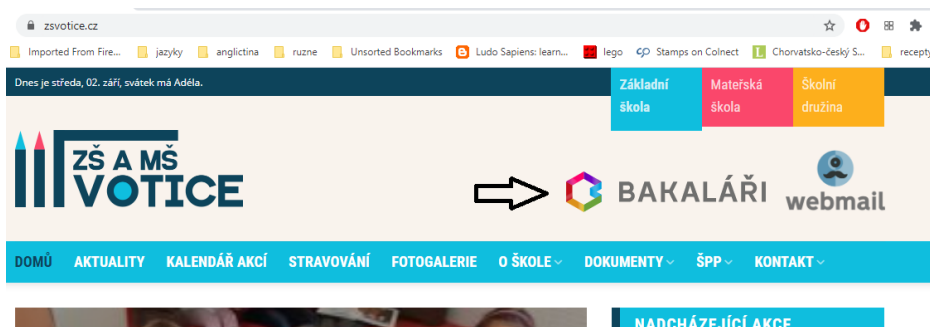 zsvotice.cz
Imported From Fire... jazyky anglictina ruzne Unsorted Bookmarks Ludo Sapiens: learn... lego Stamps on Colnect Chorvatsko-český S... recepty
Dnes je středa, 02. září, svátek má Adéla.
Základní škola
Mateřská škola
Školní družina
ZŠ A MŠ
VOTICE
BAKALÁŘI
webmail
DOMŮ AKTUALITY KALENDÁŘ AKCÍ STRAVOVÁNÍ FOTOGALERIE O ŠKOLE DOKUMENTY ŠPP KONTAKT
NADCHÁZEJÍCÍ AKCE